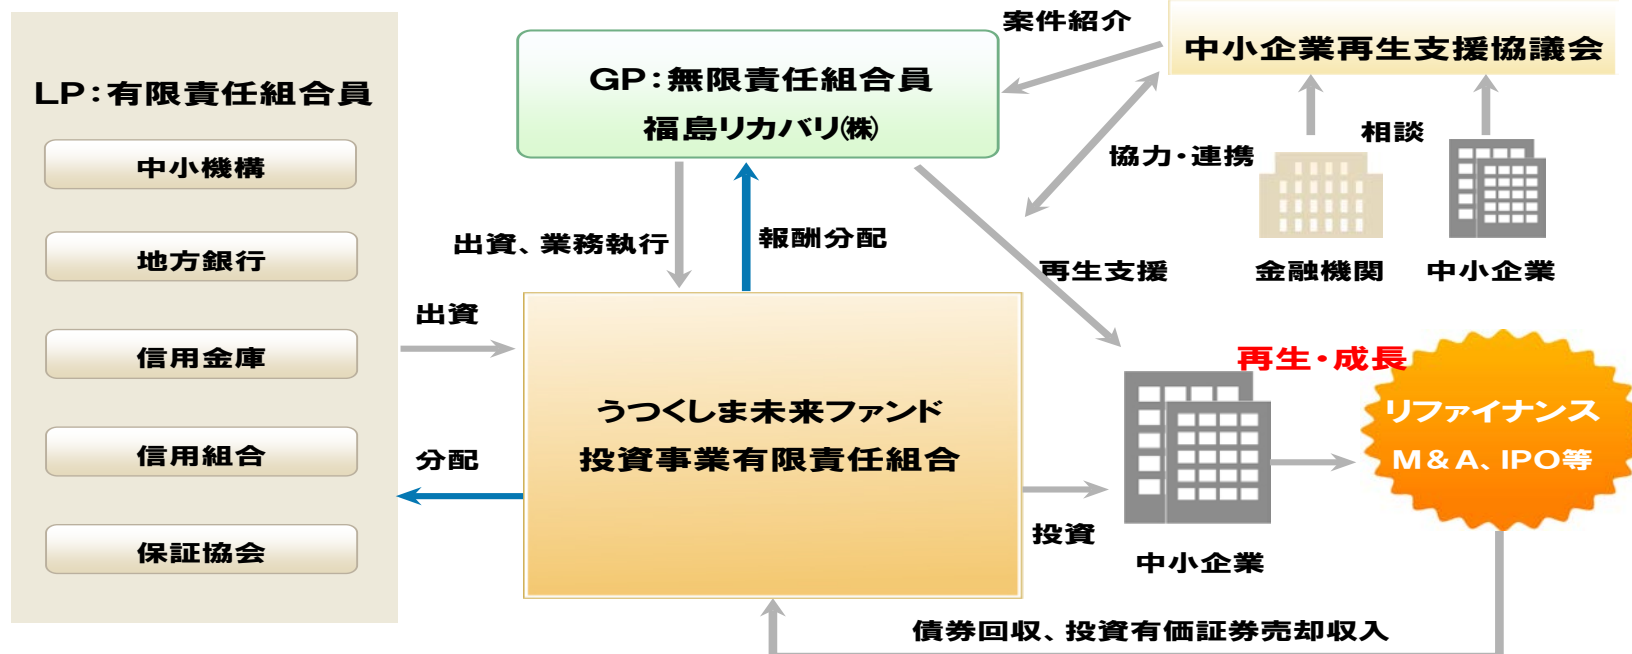 LP：有限責任組合員
中小機構
地方銀行
信用金庫
信用組合
保証協会
出資
分配
GP：無限責任組合員
福島リカバリ㈱
出資、業務執行
報酬分配
うつくしま未来ファンド
投資事業有限責任組合
案件紹介
中小企業再生支援協議会
協力・連携
相談
金融機関
中小企業
再生支援
再生・成長
リファイナンス
M＆A、IPO等
投資
中小企業
債券回収、投資有価証券売却収入